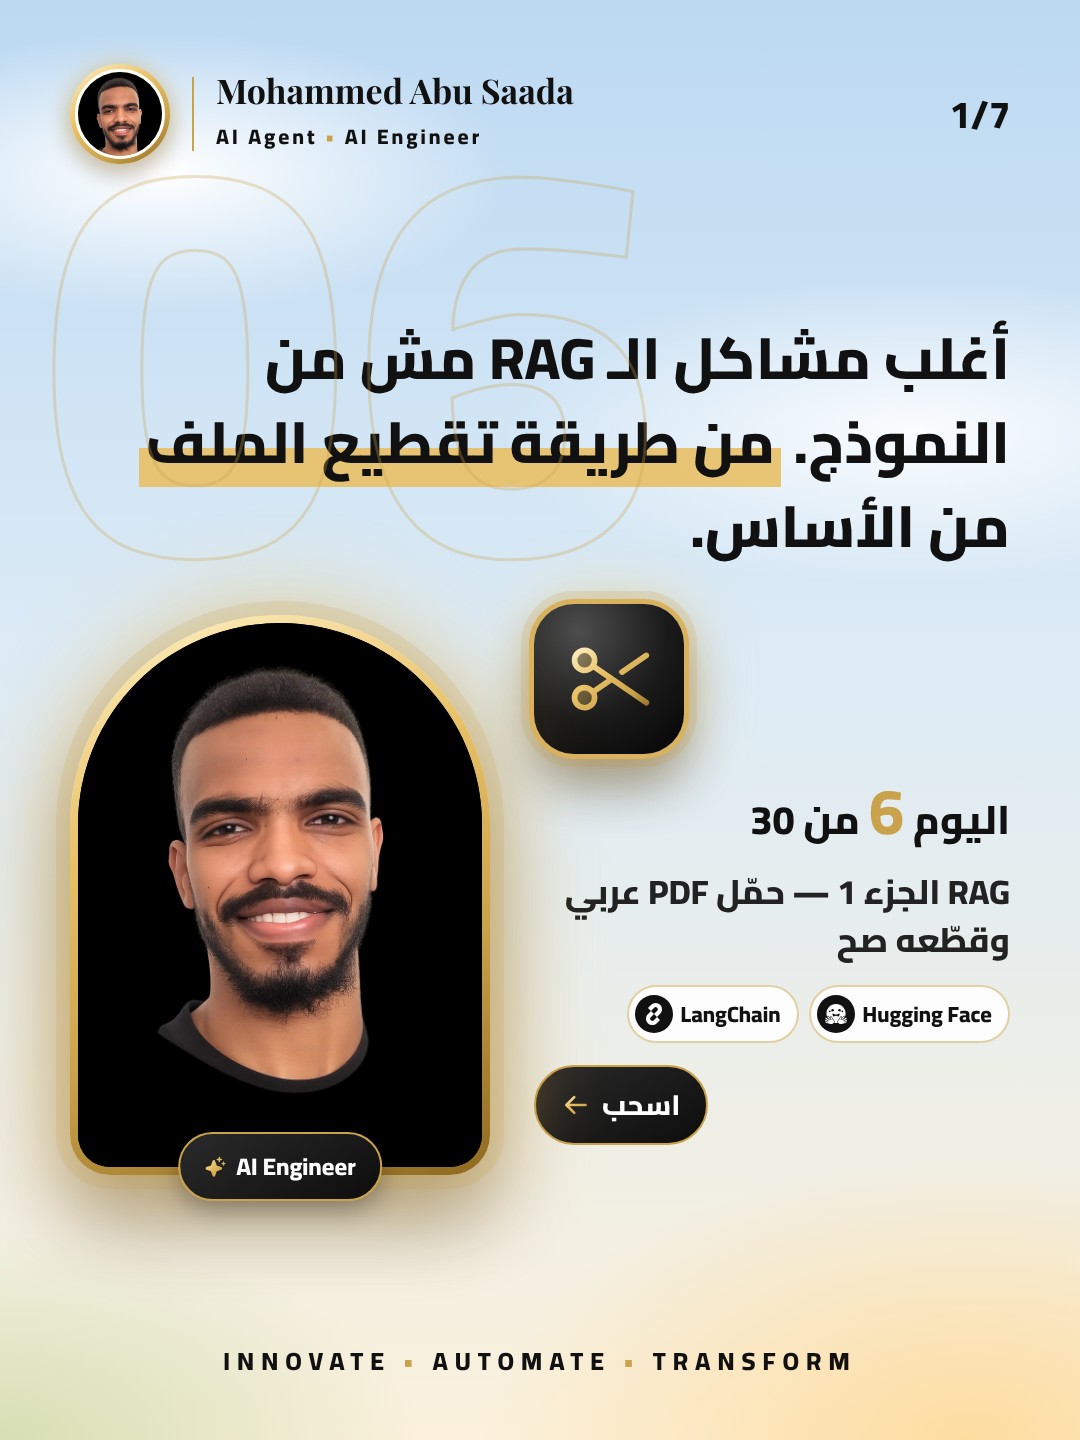 Mohammed Abu Saada
AI Agent ▪ AI Engineer
1/7
06
أغلب مشاكل الـ RAG مش من
النموذج. من طريقة تقطيع الملف
من الأساس.
اليوم 6 من 30
RAG الجزء 1 — حمّل PDF عربي
وقطّعه صح
Hugging Face
LangChain
اسحب ←
AI Engineer
INNOVATE ▪ AUTOMATE ▪ TRANSFORM